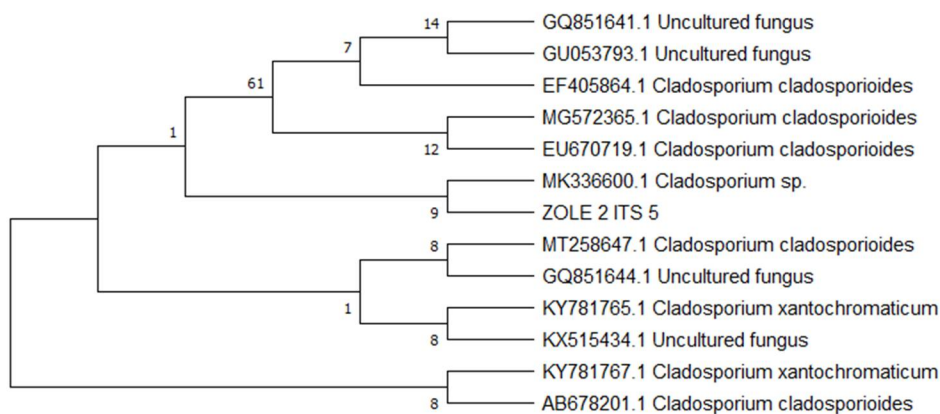 14
GQ851641.1 Uncultured fungus
7
GU053793.1 Uncultured fungus
61
EF405864.1 Cladosporium cladosporioides
1
MG572365.1 Cladosporium cladosporioides
12
EU670719.1 Cladosporium cladosporioides
MK336600.1 Cladosporium sp.
9
ZOLE 2 ITS 5
8
MT258647.1 Cladosporium cladosporioides
GQ851644.1 Uncultured fungus
1
KY781765.1 Cladosporium xantochromaticum
8
KX515434.1 Uncultured fungus
KY781767.1 Cladosporium xantochromaticum
8
AB678201.1 Cladosporium cladosporioides